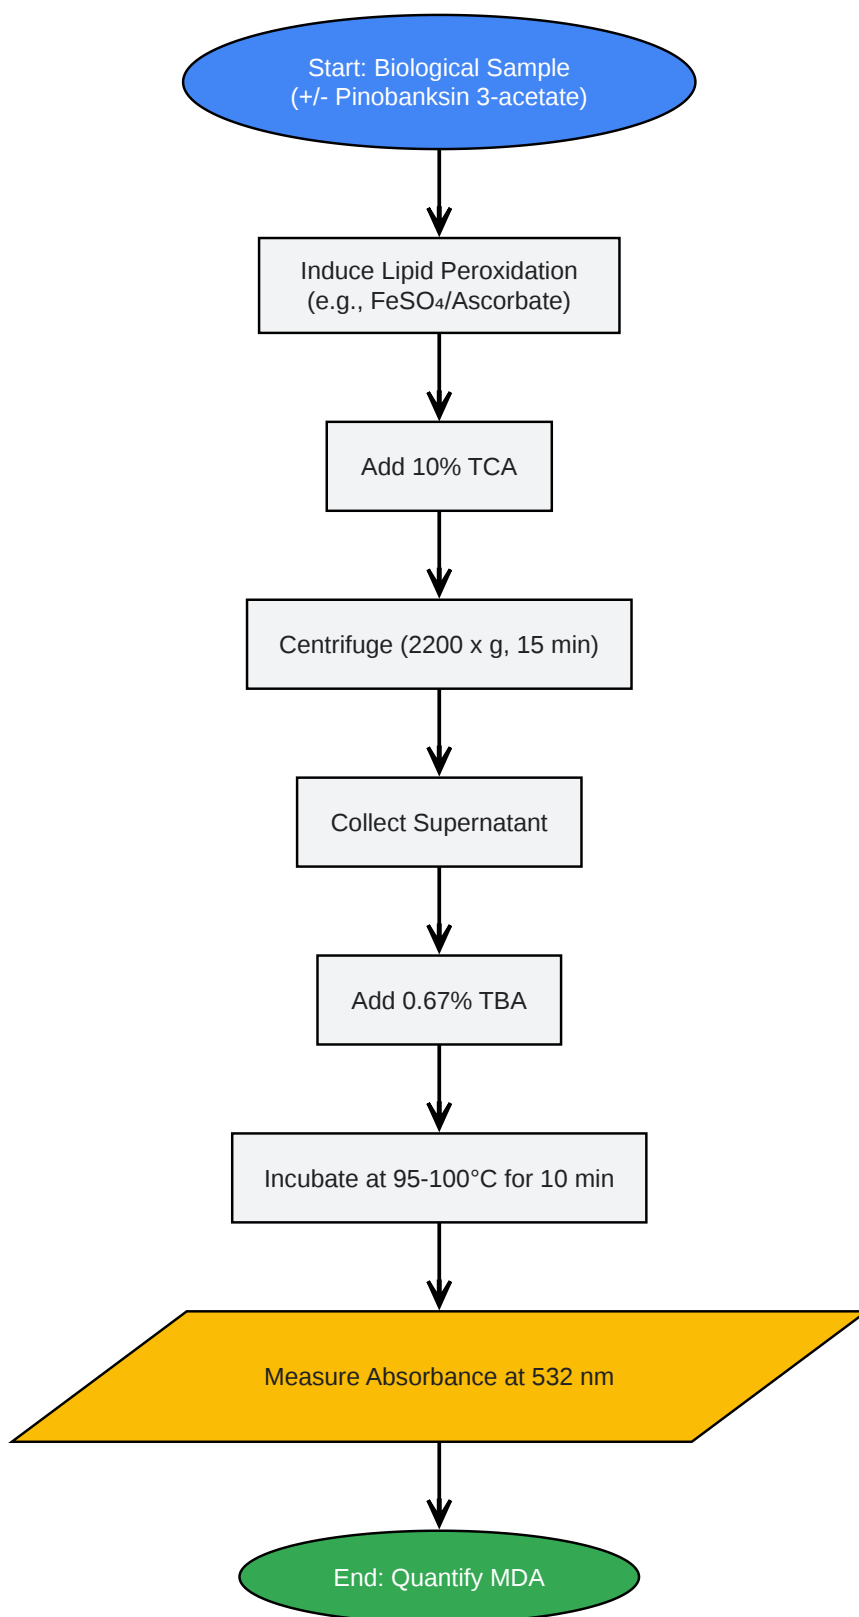 Start: Biological Sample
(+/- Pinobanksin 3-acetate)
Induce Lipid Peroxidation
(e.g., FeSO₄/Ascorbate)
Add 10% TCA
Centrifuge (2200 x g, 15 min)
Collect Supernatant
Add 0.67% TBA
Incubate at 95-100°C for 10 min
Measure Absorbance at 532 nm
End: Quantify MDA